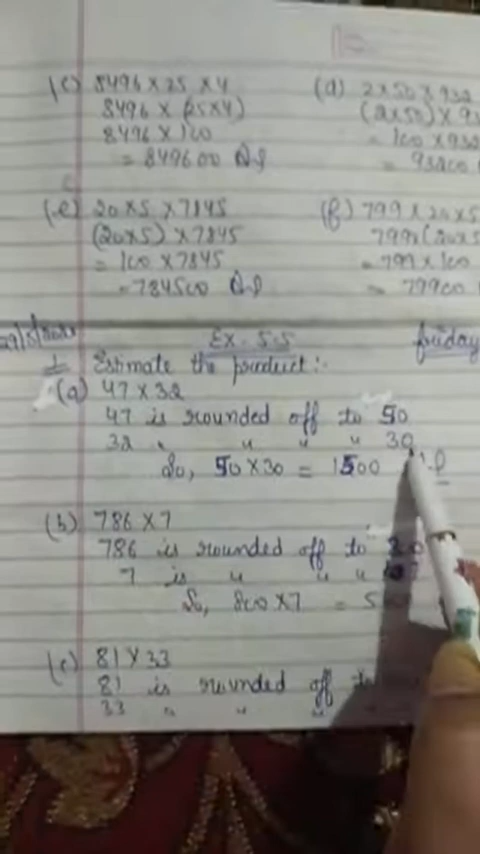 (c) 8496 × 25 × 4
8496 × (25×4)
8496 × 100
= 849600 Ans
(d) 2 × 50 × 932
(2×50) × 93
= 100 × 932
= 93200
(e) 20 × 5 × 7845
(20×5) × 7845
= 100 × 7845
= 784500 Ans
(f) 799 × 20 × 5
799 × (20×5
= 799 × 100
= 79900
Ex. 5.5 friday
1. Estimate the product:-
(a) 47 × 32
47 is rounded off to 50
32 " " " " 30
So, 50 × 30 = 1500
(b) 786 × 7
786 is rounded off to
7 is " " "
So, 800 × 7 =
(c) 81 × 33
81 is rounded off
33 " " "